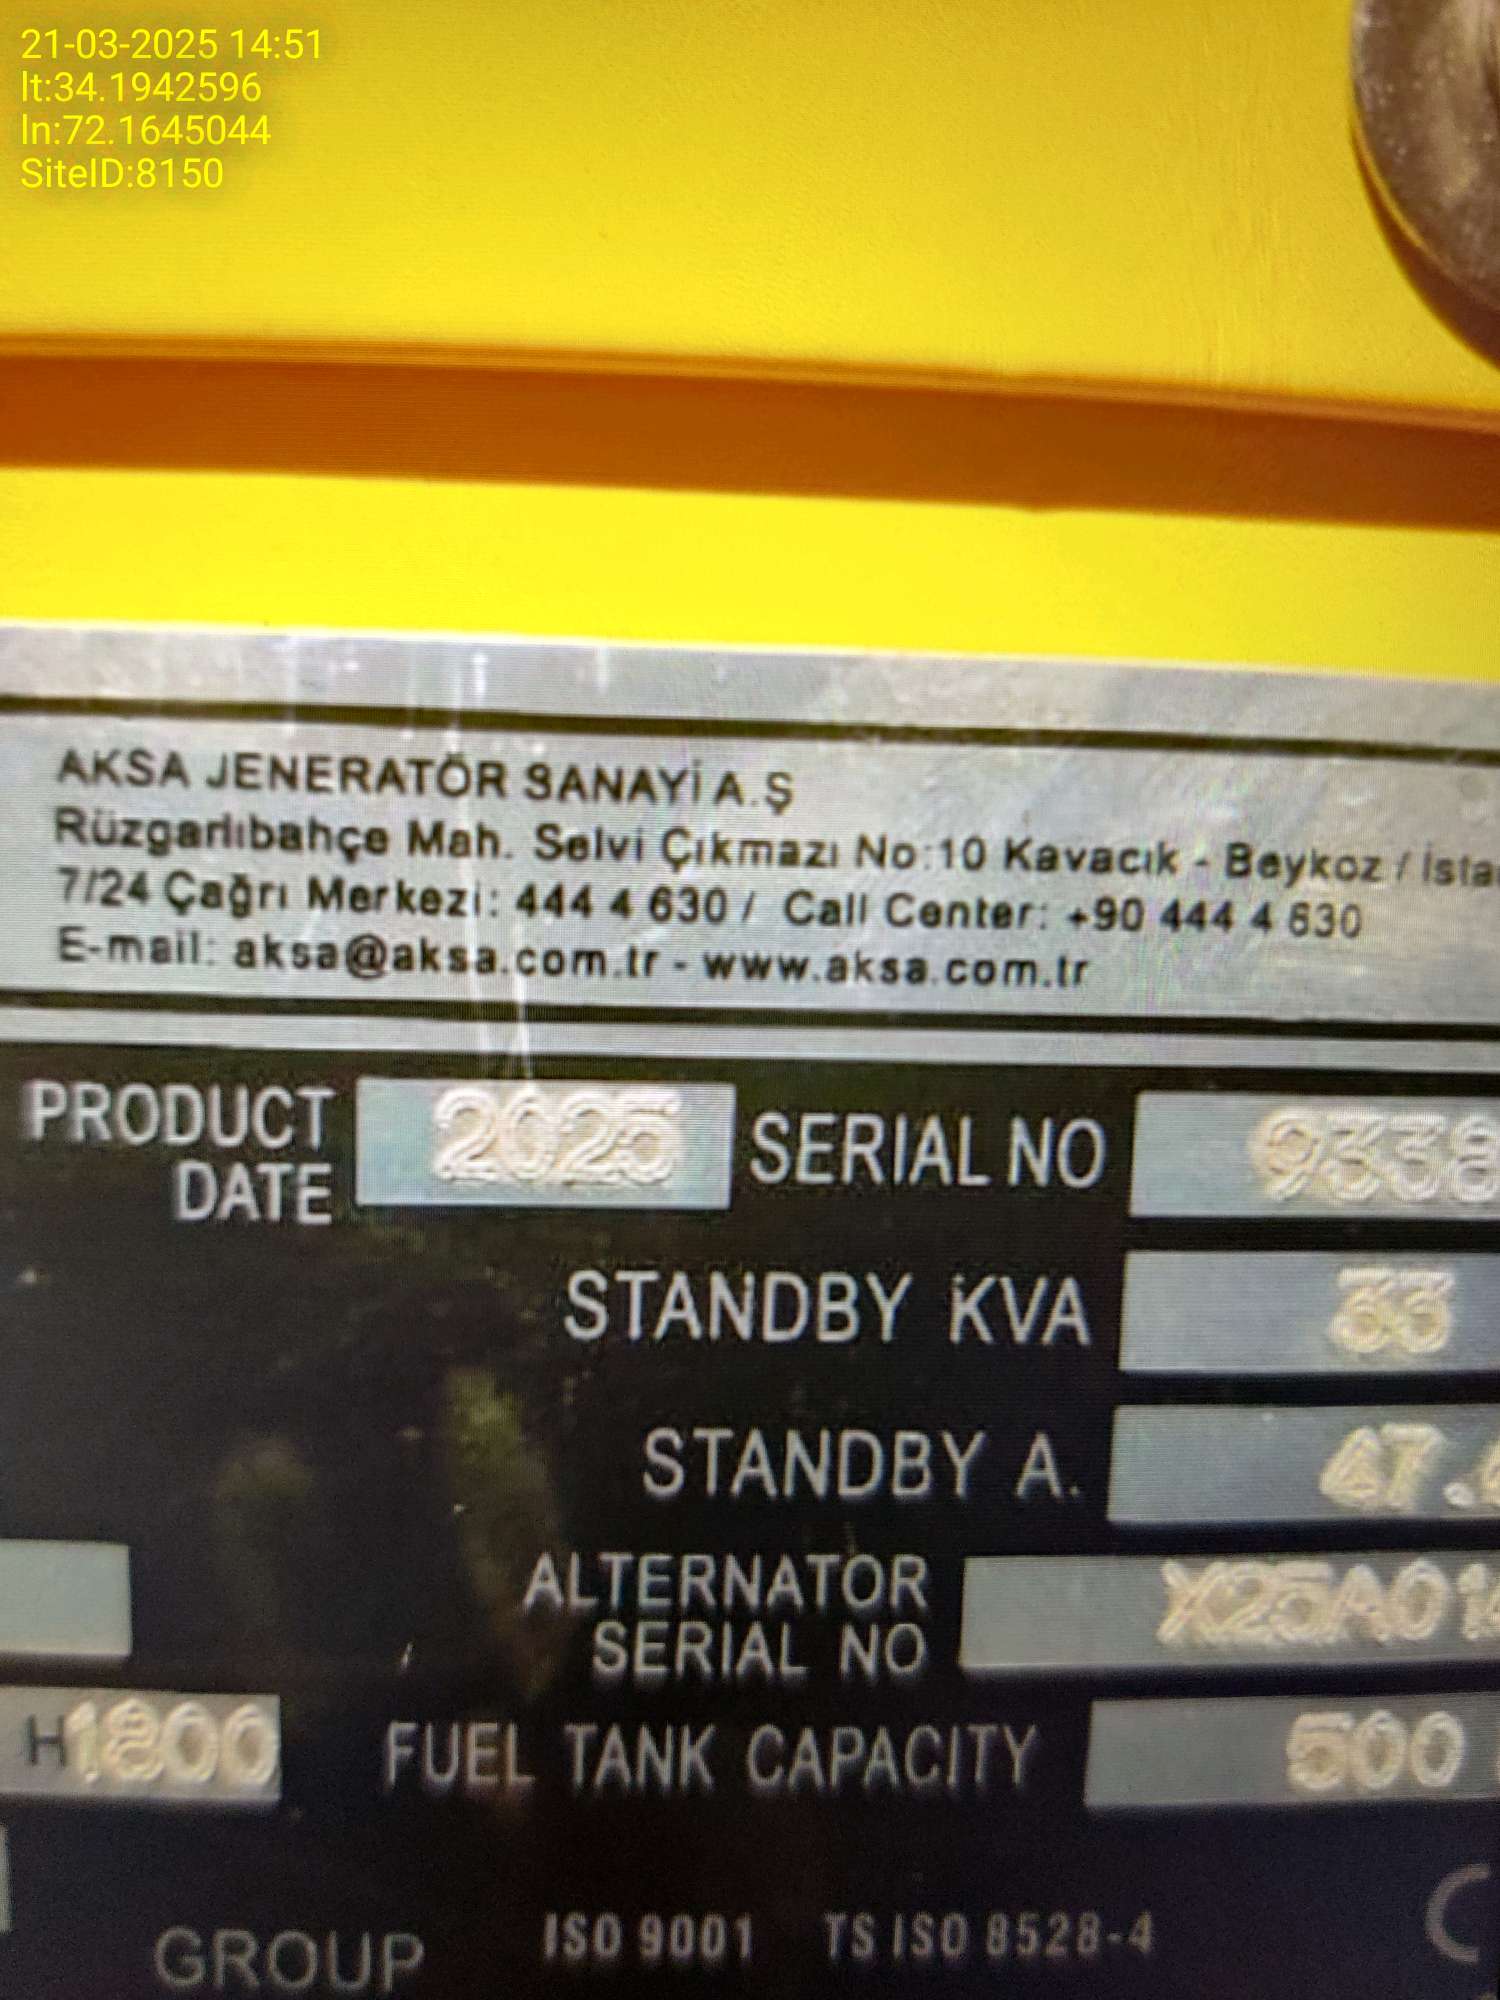 21-03-2025 14:51
lt:34.1942596
ln:72.1645044
SiteID:8150
AKSA JENERATÖR SANAYİ A.Ş
Rüzgarlıbahçe Mah. Selvi Çıkmazı No:10 Kavacık - Beykoz / İsta
7/24 Çağrı Merkezi: 444 4 630 / Call Center: +90 444 4 630
E-mail: aksa@aksa.com.tr - www.aksa.com.tr
PRODUCT DATE 2025 SERIAL NO 9338
STANDBY KVA 33
STANDBY A. 47.
ALTERNATOR SERIAL NO X25A01
H1800 FUEL TANK CAPACITY 500
GROUP ISO 9001 TS ISO 8528-4